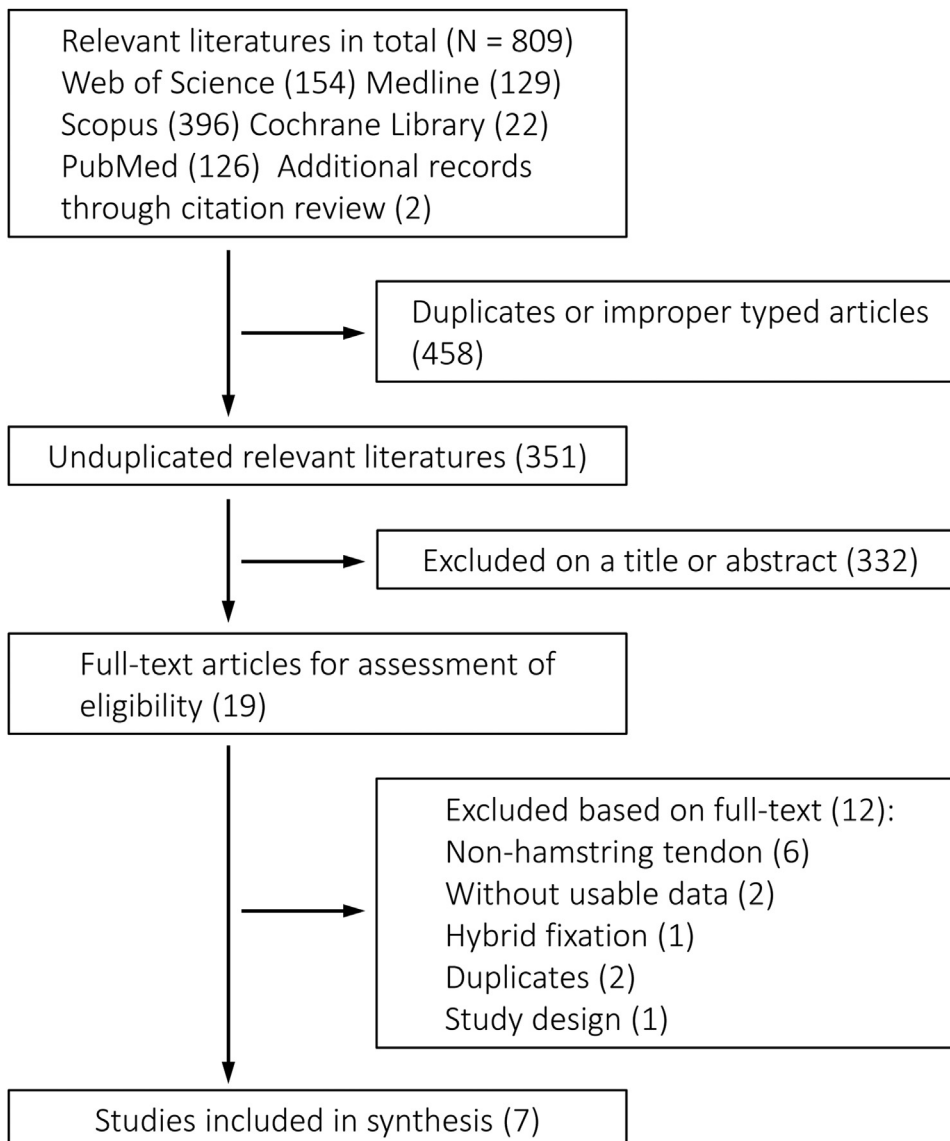 Relevant literatures in total (N = 809)
Web of Science (154) Medline (129)
Scopus (396) Cochrane Library (22)
PubMed (126)  Additional records
through citation review (2)
Duplicates or improper typed articles
(458)
Unduplicated relevant literatures (351)
Excluded on a title or abstract (332)
Full-text articles for assessment of
eligibility (19)
Excluded based on full-text (12):
Non-hamstring tendon (6)
Without usable data (2)
Hybrid fixation (1)
Duplicates (2)
Study design (1)
Studies included in synthesis (7)